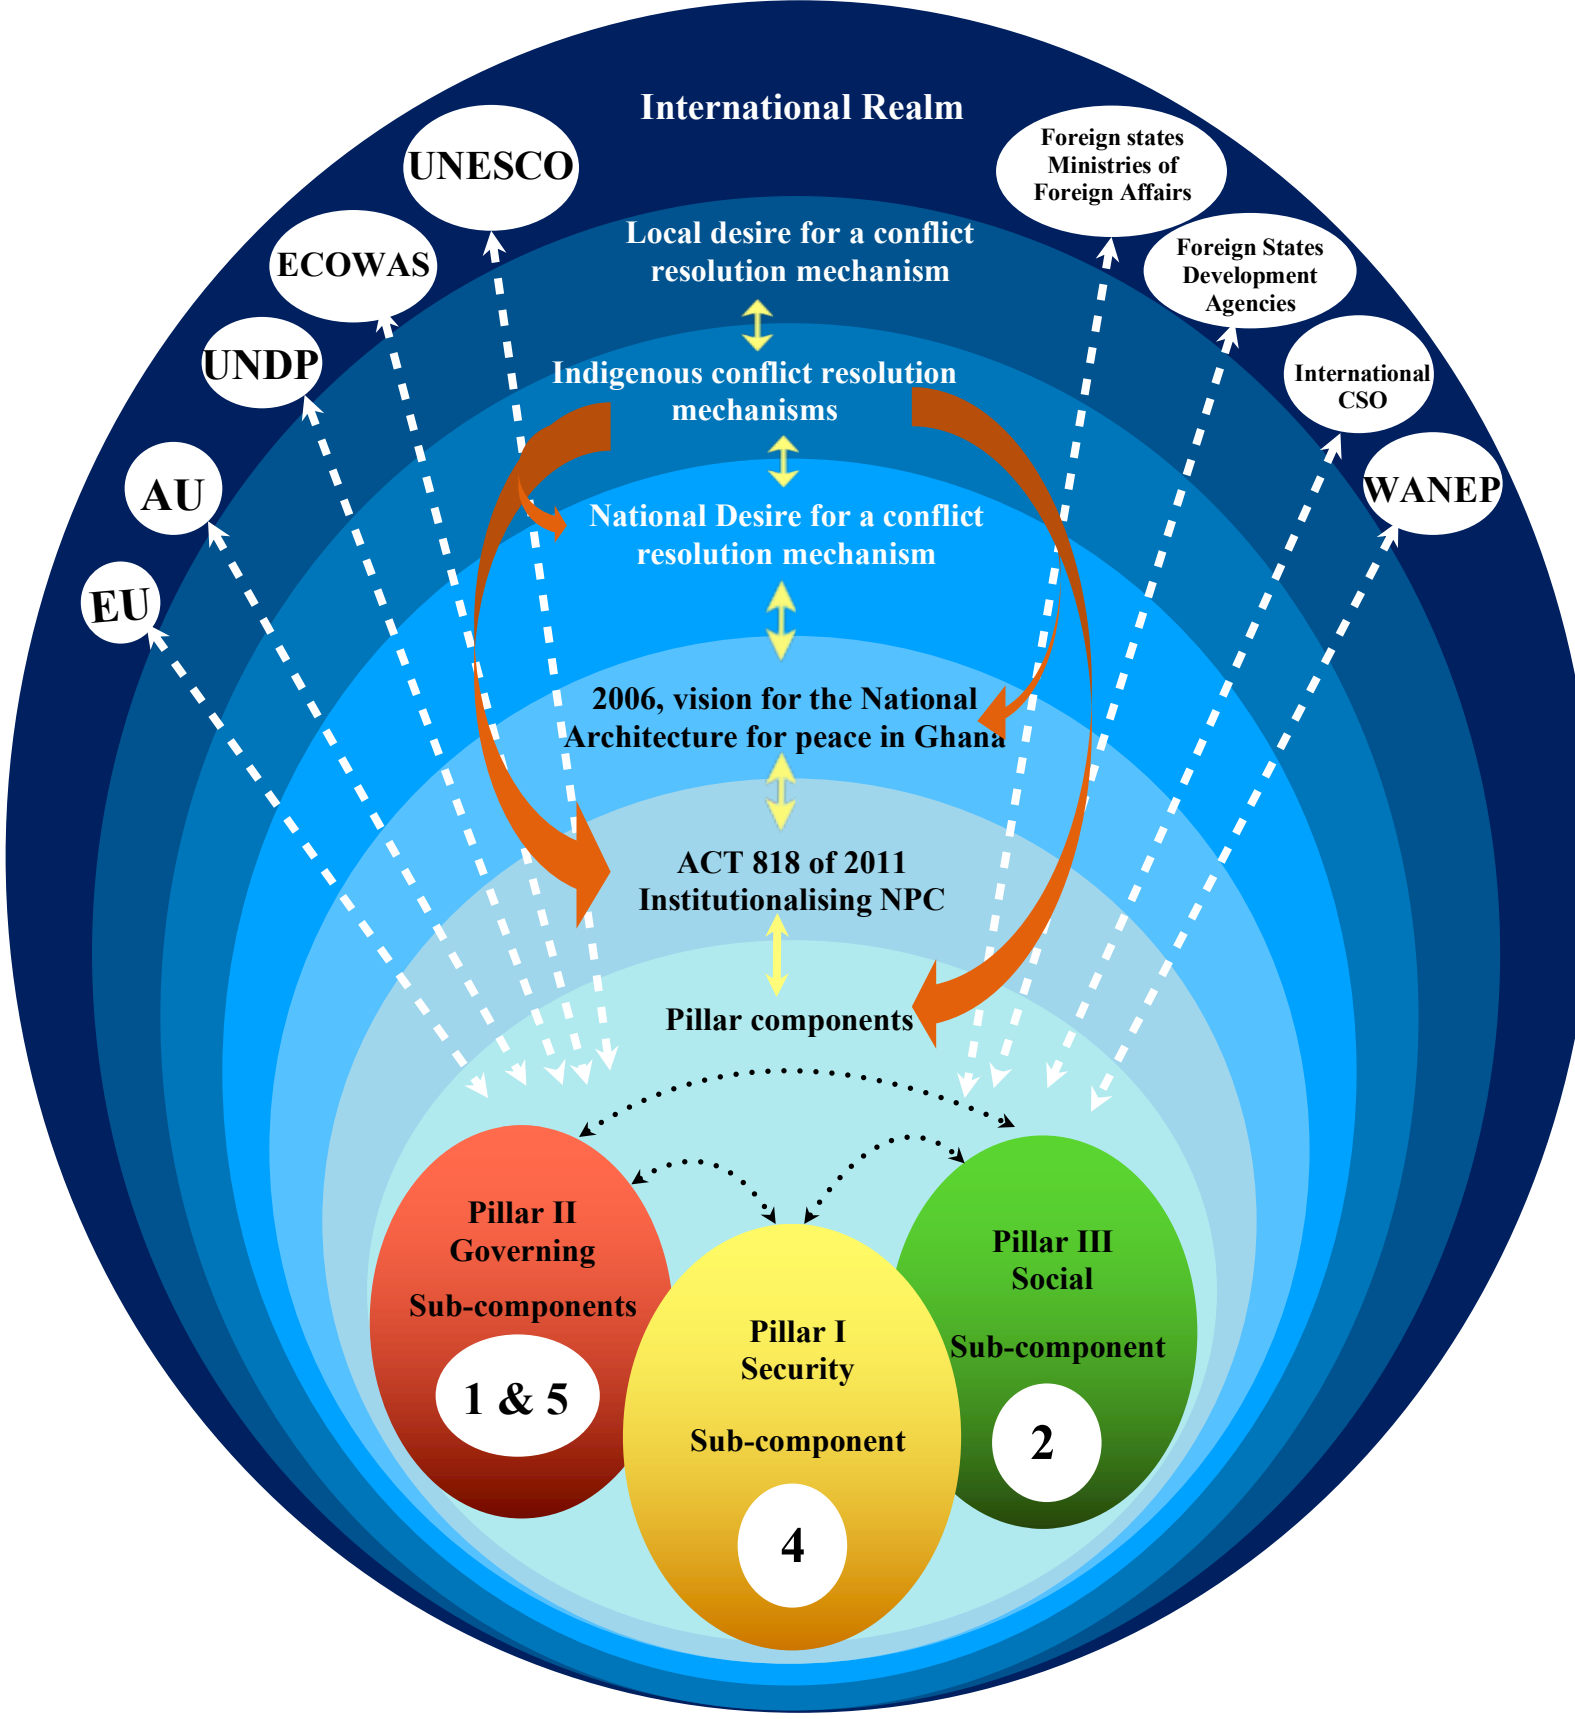 International Realm
UNESCO
ECOWAS
UNDP
AU
EU
Foreign states
Ministries of
Foreign Affairs
Foreign States
Development
Agencies
International
CSO
WANEP
Local desire for a conflict
resolution mechanism
Indigenous conflict resolution
mechanisms
National Desire for a conflict
resolution mechanism
2006, vision for the National
Architecture for peace in Ghana
ACT 818 of 2011
Institutionalising NPC
Pillar components
Pillar II
Governing
Sub-components
1 & 5
Pillar I
Security
Sub-component
4
Pillar III
Social
Sub-component
2